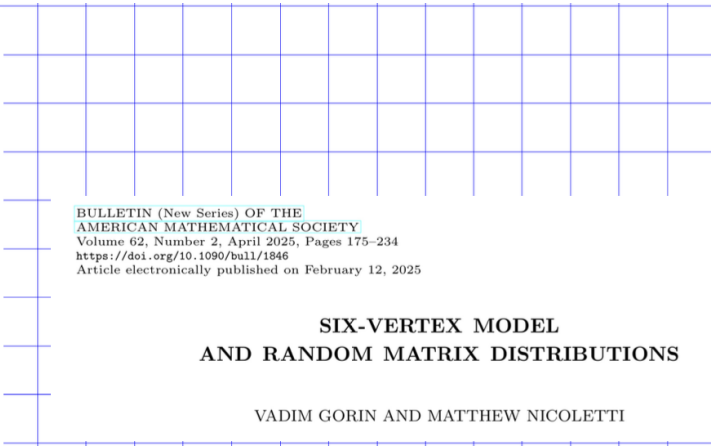 BULLETIN (New Series) OF THE
AMERICAN MATHEMATICAL SOCIETY
Volume 62, Number 2, April 2025, Pages 175–234
https://doi.org/10.1090/bull/1846
Article electronically published on February 12, 2025
SIX-VERTEX MODEL
AND RANDOM MATRIX DISTRIBUTIONS
VADIM GORIN AND MATTHEW NICOLETTI